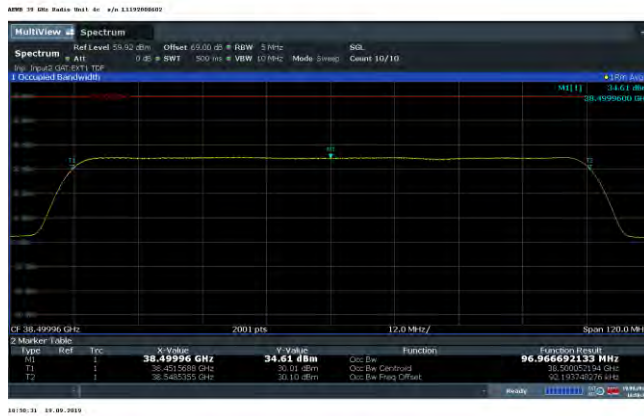 AEWB 39 GHz Radio Unit 4c s/n L1192008602
MultiView Spectrum
Spectrum
Ref Level 59.92 dBm Offset 69.00 dB RBW 5 MHz SGL
Att 0 dB SWT 500 ms VBW 10 MHz Mode Sweep Count 10/10
Inp: Input2 GAT:EXT1 TDF
1 Occupied Bandwidth 1Rm Avg
M1[1] 34.61 dBm
38.4999600 GHz
T1
M1
T2
CF 38.49996 GHz 2001 pts 12.0 MHz/ Span 120.0 MHz
2 Marker Table
Type Ref Trc X-Value Y-Value Function Function Result
M1 1 38.49996 GHz 34.61 dBm Occ Bw 96.966692133 MHz
T1 1 38.4515688 GHz 30.01 dBm Occ Bw Centroid 38.500052194 GHz
T2 1 38.5485355 GHz 30.10 dBm Occ Bw Freq Offset 92.193748276 kHz
Ready
19.09.2019